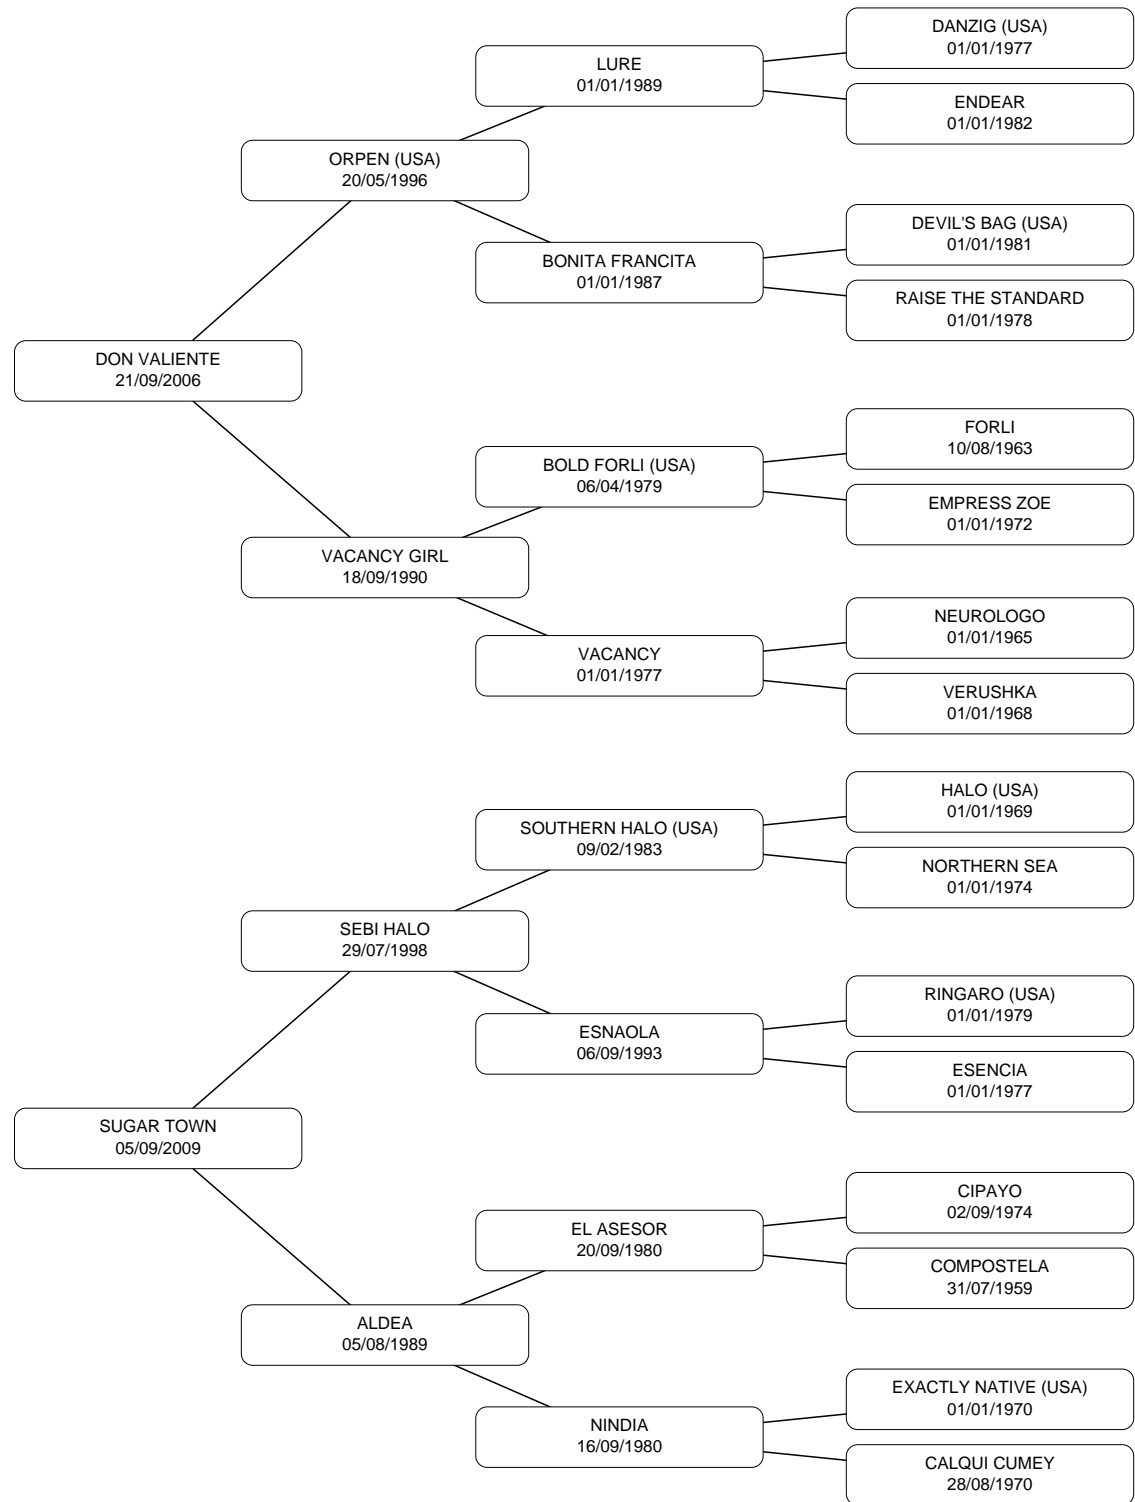 DANZIG (USA)
01/01/1977
LURE
01/01/1989
ENDEAR
01/01/1982
ORPEN (USA)
20/05/1996
DEVIL'S BAG (USA)
01/01/1981
BONITA FRANCITA
01/01/1987
RAISE THE STANDARD
01/01/1978
DON VALIENTE
21/09/2006
FORLI
10/08/1963
BOLD FORLI (USA)
06/04/1979
EMPRESS ZOE
01/01/1972
VACANCY GIRL
18/09/1990
NEUROLOGO
01/01/1965
VACANCY
01/01/1977
VERUSHKA
01/01/1968
HALO (USA)
01/01/1969
SOUTHERN HALO (USA)
09/02/1983
NORTHERN SEA
01/01/1974
SEBI HALO
29/07/1998
RINGARO (USA)
01/01/1979
ESNAOLA
06/09/1993
ESENCIA
01/01/1977
SUGAR TOWN
05/09/2009
CIPAYO
02/09/1974
EL ASESOR
20/09/1980
COMPOSTELA
31/07/1959
ALDEA
05/08/1989
EXACTLY NATIVE (USA)
01/01/1970
NINDIA
16/09/1980
CALQUI CUMEY
28/08/1970